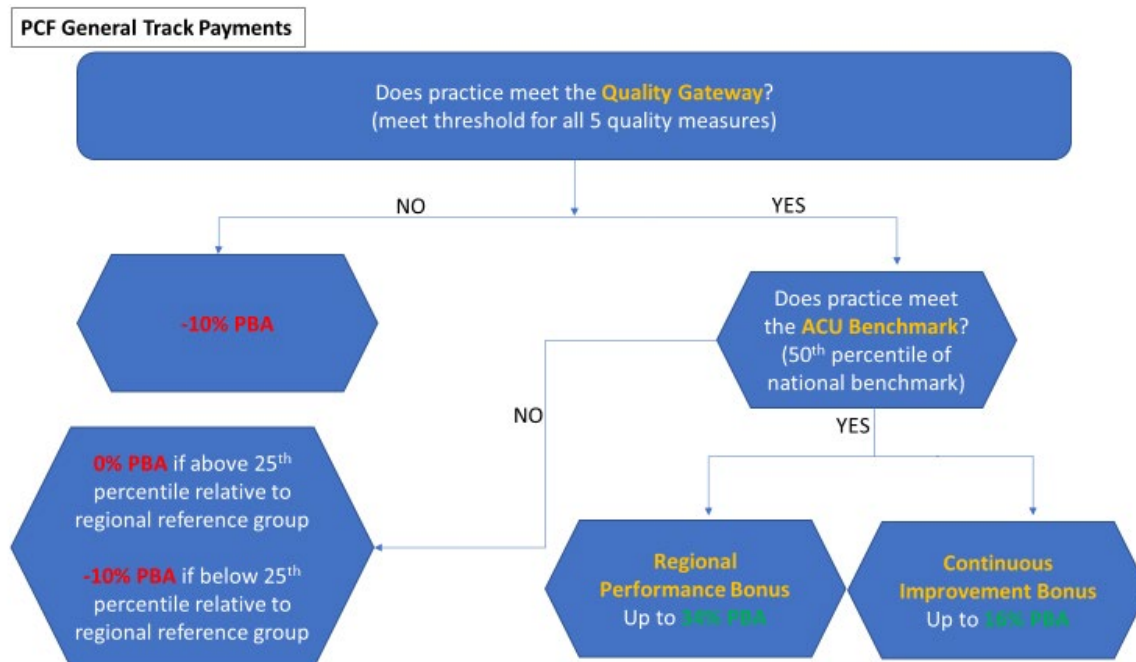 PCF General Track Payments
Does practice meet the Quality Gateway?
(meet threshold for all 5 quality measures)
NO
YES
-10% PBA
Does practice meet
the ACU Benchmark?
(50th percentile of
national benchmark)
NO
YES
0% PBA if above 25th
percentile relative to
regional reference group
-10% PBA if below 25th
percentile relative to
regional reference group
Regional
Performance Bonus
Up to 34% PBA
Continuous
Improvement Bonus
Up to 16% PBA